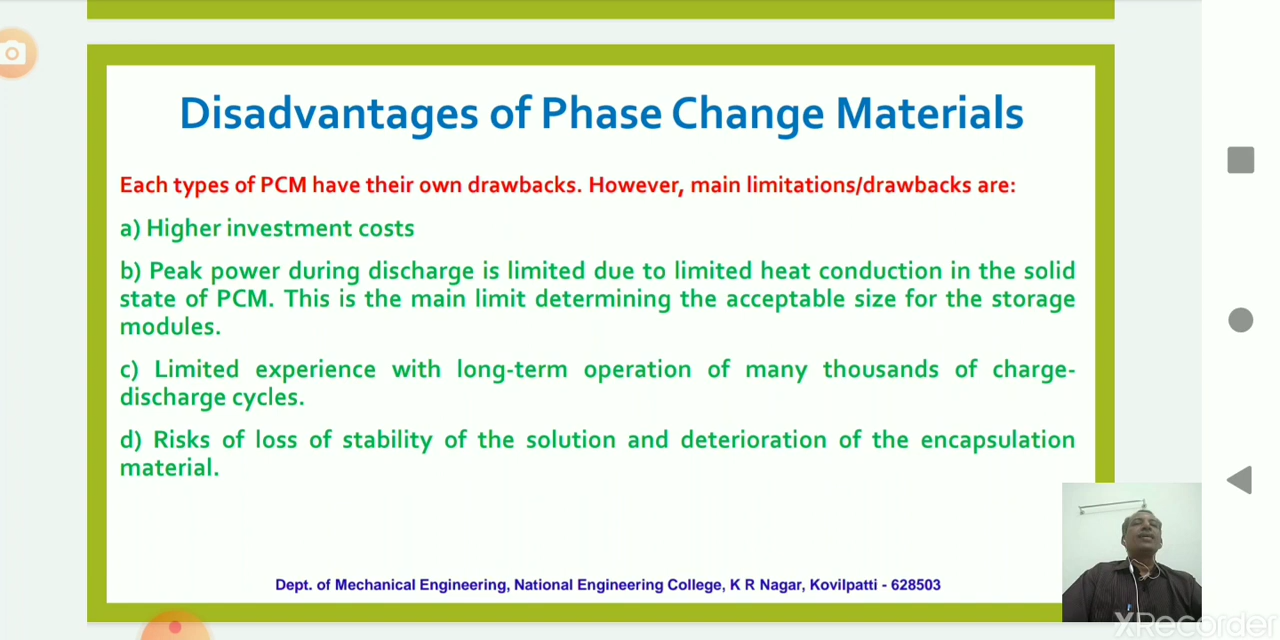 Disadvantages of Phase Change Materials
Each types of PCM have their own drawbacks. However, main limitations/drawbacks are:
a) Higher investment costs
b) Peak power during discharge is limited due to limited heat conduction in the solid
state of PCM. This is the main limit determining the acceptable size for the storage
modules.
c) Limited experience with long-term operation of many thousands of charge-
discharge cycles.
d) Risks of loss of stability of the solution and deterioration of the encapsulation
material.
Dept. of Mechanical Engineering, National Engineering College, K R Nagar, Kovilpatti - 628503
XRecorder